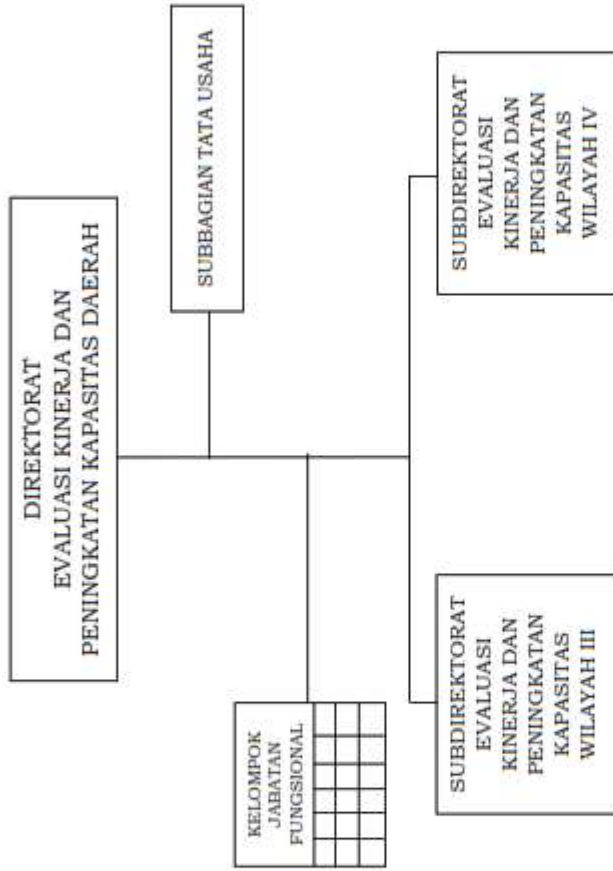 DIREKTORAT
EVALUASI KINERJA DAN
PENINGKATAN KAPASITAS DAERAH
SUBBAGIAN TATA USAHA
KELOMPOK
JABATAN
FUNGSIONAL
SUBDIREKTORAT
EVALUASI
KINERJA DAN
PENINGKATAN
KAPASITAS
WILAYAH III
SUBDIREKTORAT
EVALUASI
KINERJA DAN
PENINGKATAN
KAPASITAS
WILAYAH IV